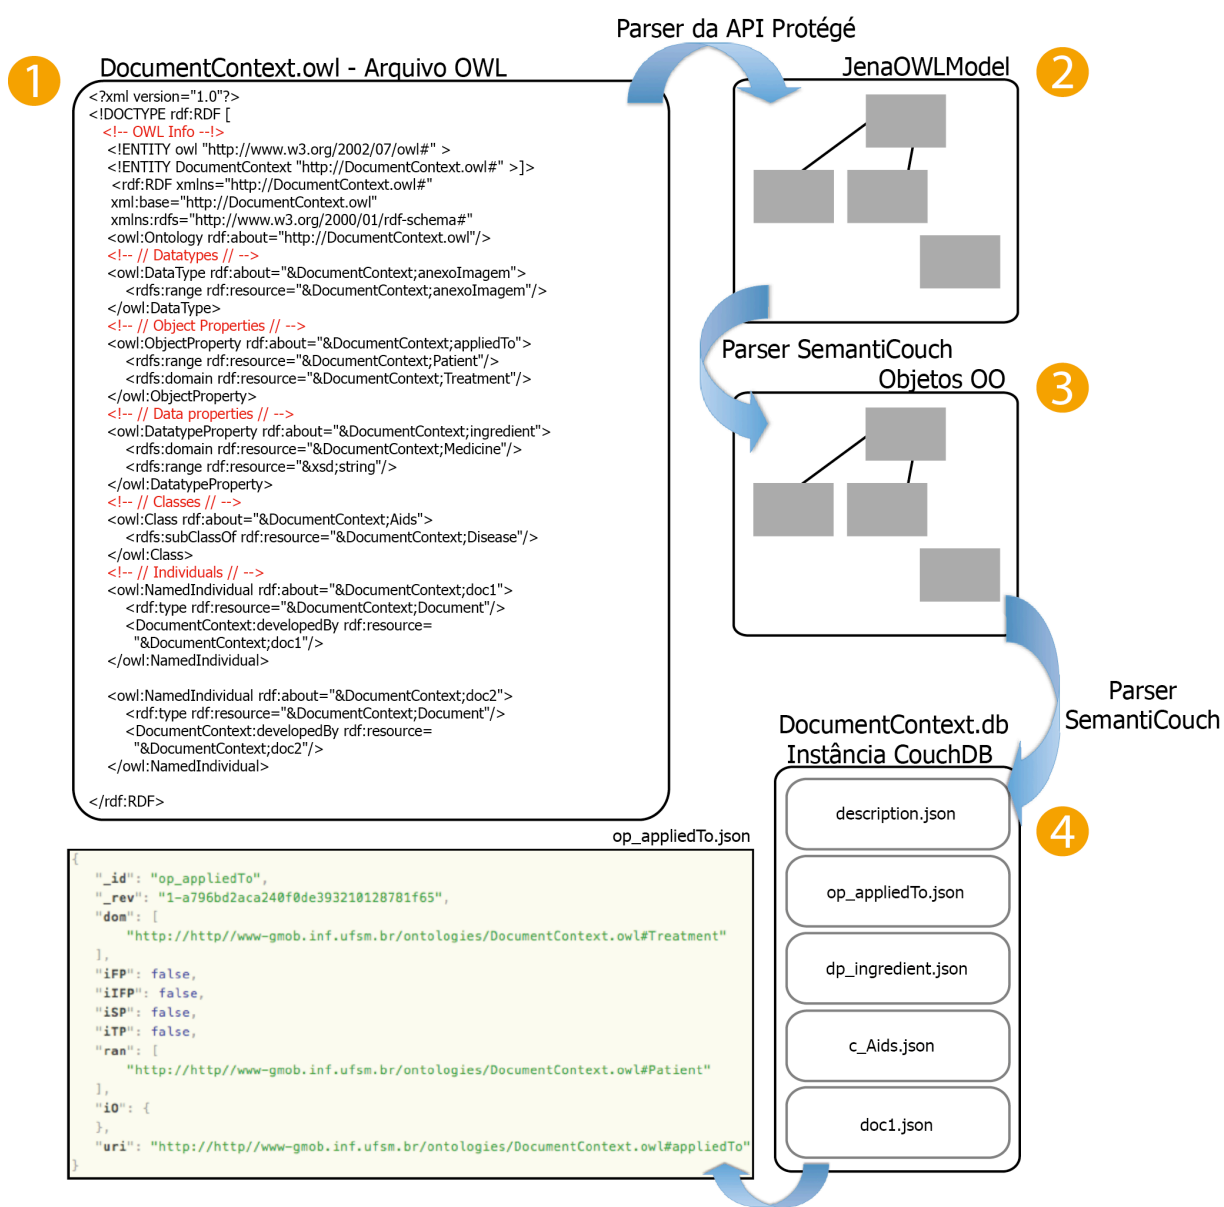 Parser da API Protégé
1
DocumentContext.owl - Arquivo OWL
<?xml version="1.0"?>
<!DOCTYPE rdf:RDF [
<!-- OWL Info --!>
<!ENTITY owl "http://www.w3.org/2002/07/owl#" >
<!ENTITY DocumentContext "http://DocumentContext.owl#" >]>
<rdf:RDF xmlns="http://DocumentContext.owl#"
xml:base="http://DocumentContext.owl"
xmlns:rdfs="http://www.w3.org/2000/01/rdf-schema#"
<owl:Ontology rdf:about="http://DocumentContext.owl"/>
<!-- // Datatypes // -->
<owl:DataType rdf:about="&DocumentContext;anexoImagem">
<rdfs:range rdf:resource="&DocumentContext;anexoImagem"/>
</owl:DataType>
<!-- // Object Properties // -->
<owl:ObjectProperty rdf:about="&DocumentContext;appliedTo">
<rdfs:range rdf:resource="&DocumentContext;Patient"/>
<rdfs:domain rdf:resource="&DocumentContext;Treatment"/>
</owl:ObjectProperty>
<!-- // Data properties // -->
<owl:DatatypeProperty rdf:about="&DocumentContext;ingredient">
<rdfs:domain rdf:resource="&DocumentContext;Medicine"/>
<rdfs:range rdf:resource="&xsd;string"/>
</owl:DatatypeProperty>
<!-- // Classes // -->
<owl:Class rdf:about="&DocumentContext;Aids">
<rdfs:subClassOf rdf:resource="&DocumentContext;Disease"/>
</owl:Class>
<!-- // Individuals // -->
<owl:NamedIndividual rdf:about="&DocumentContext;doc1">
<rdf:type rdf:resource="&DocumentContext;Document"/>
<DocumentContext:developedBy rdf:resource=
"&DocumentContext;doc1"/>
</owl:NamedIndividual>
<owl:NamedIndividual rdf:about="&DocumentContext;doc2">
<rdf:type rdf:resource="&DocumentContext;Document"/>
<DocumentContext:developedBy rdf:resource=
"&DocumentContext;doc2"/>
</owl:NamedIndividual>
</rdf:RDF>
JenaOWLModel
2
Parser SemantiCouch
Objetos OO
3
Parser
SemantiCouch
DocumentContext.db
Instância CouchDB
4
description.json
op_appliedTo.json
dp_ingredient.json
c_Aids.json
doc1.json
op_appliedTo.json
{
"_id": "op_appliedTo",
"_rev": "1-a796bd2aca240f0de393210128781f65",
"dom": [
"http://http//www-gmob.inf.ufsm.br/ontologies/DocumentContext.owl#Treatment"
],
"iFP": false,
"iIFP": false,
"iSP": false,
"iTP": false,
"ran": [
"http://http//www-gmob.inf.ufsm.br/ontologies/DocumentContext.owl#Patient"
],
"iO": {
},
"uri": "http://http//www-gmob.inf.ufsm.br/ontologies/DocumentContext.owl#appliedTo"
}